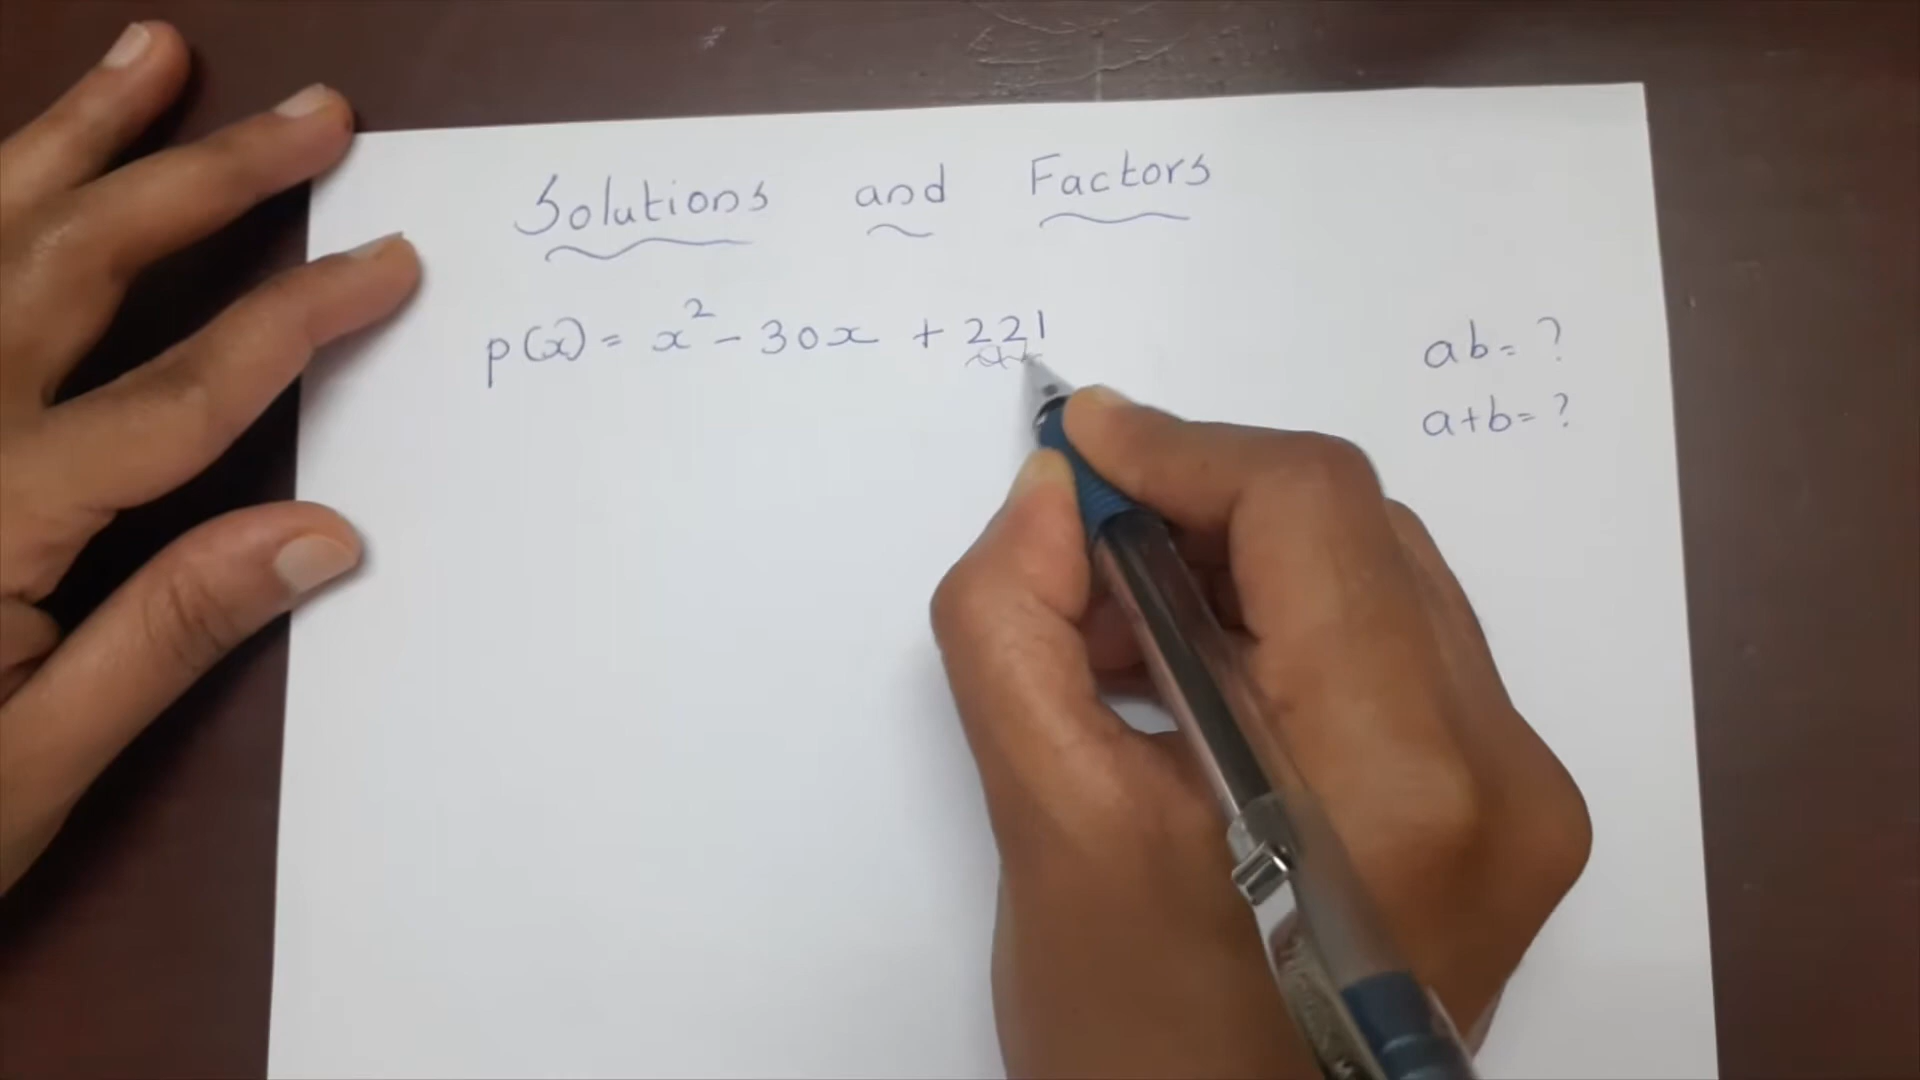 Solutions and Factors
p(x) = x² - 30x + 221
ab = ?
a+b = ?